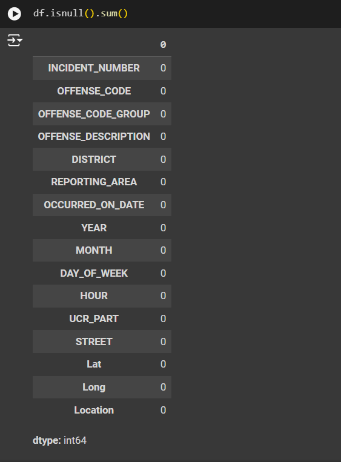 df.isnull().sum()
0
INCIDENT_NUMBER 0
OFFENSE_CODE 0
OFFENSE_CODE_GROUP 0
OFFENSE_DESCRIPTION 0
DISTRICT 0
REPORTING_AREA 0
OCCURRED_ON_DATE 0
YEAR 0
MONTH 0
DAY_OF_WEEK 0
HOUR 0
UCR_PART 0
STREET 0
Lat 0
Long 0
Location 0
dtype: int64